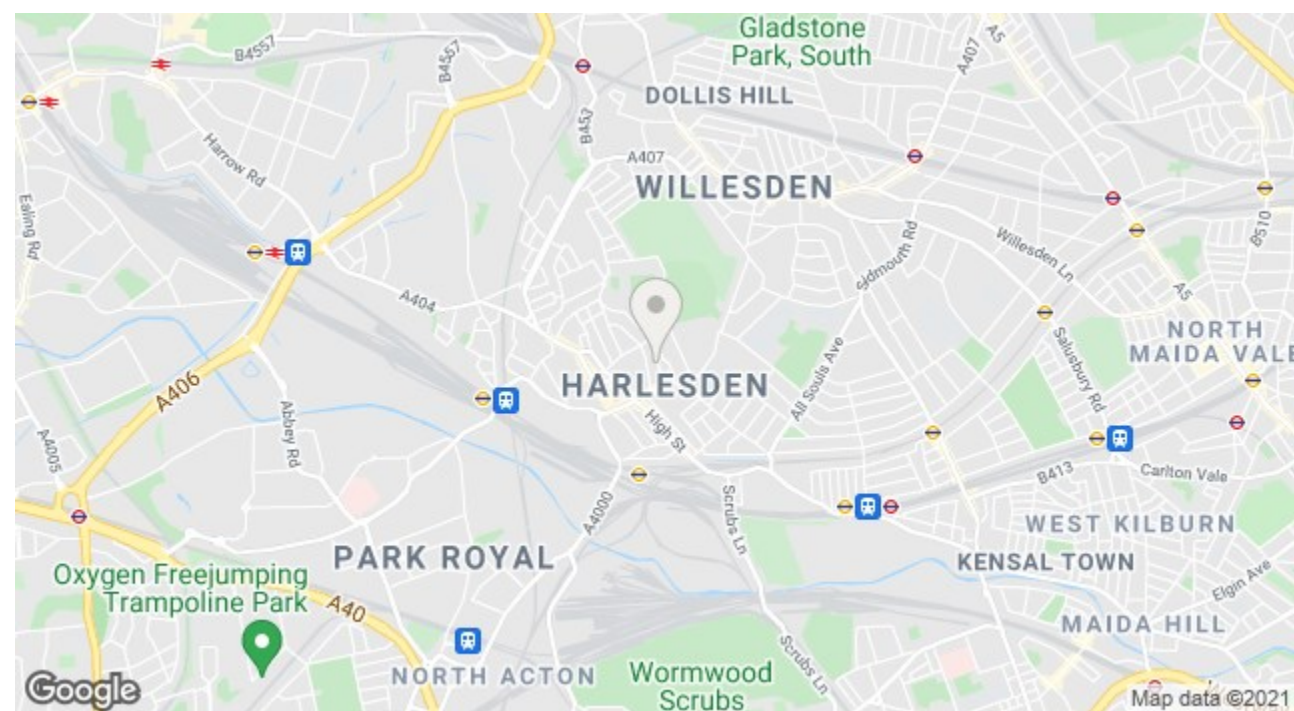 Gladstone
Park, South
B4557
B4557
A5
A407
DOLLIS HILL
B457
A407
Harrow Rd
WILLESDEN
Ealing Rd
B510
Sidmouth Rd
Willesden Ln
A404
A5
NORTH
MAIDA VALE
Salusbury Rd
All Souls Ave
A406
HARLESDEN
Abbey Rd
High St
A4005
B413
Carlton Vale
A4000
Scrubs Ln
WEST KILBURN
PARK ROYAL
KENSAL TOWN
Oxygen Freejumping
Trampoline Park
Elgin Ave
A40
MAIDA HILL
Scrubs Ln
NORTH ACTON
Wormwood
Scrubs
Google
Map data ©2021